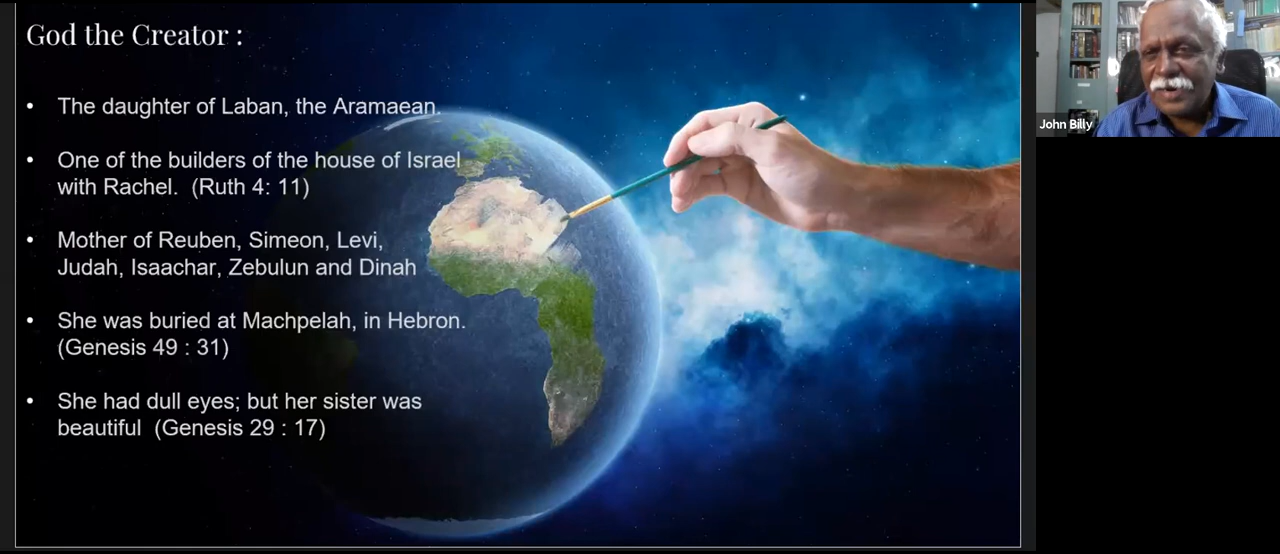 God the Creator :
• The daughter of Laban, the Aramaean.
• One of the builders of the house of Israel
with Rachel.  (Ruth 4: 11)
• Mother of Reuben, Simeon, Levi,
Judah, Isaachar, Zebulun and Dinah
• She was buried at Machpelah, in Hebron.
(Genesis 49 : 31)
• She had dull eyes; but her sister was
beautiful  (Genesis 29 : 17)
John Billy